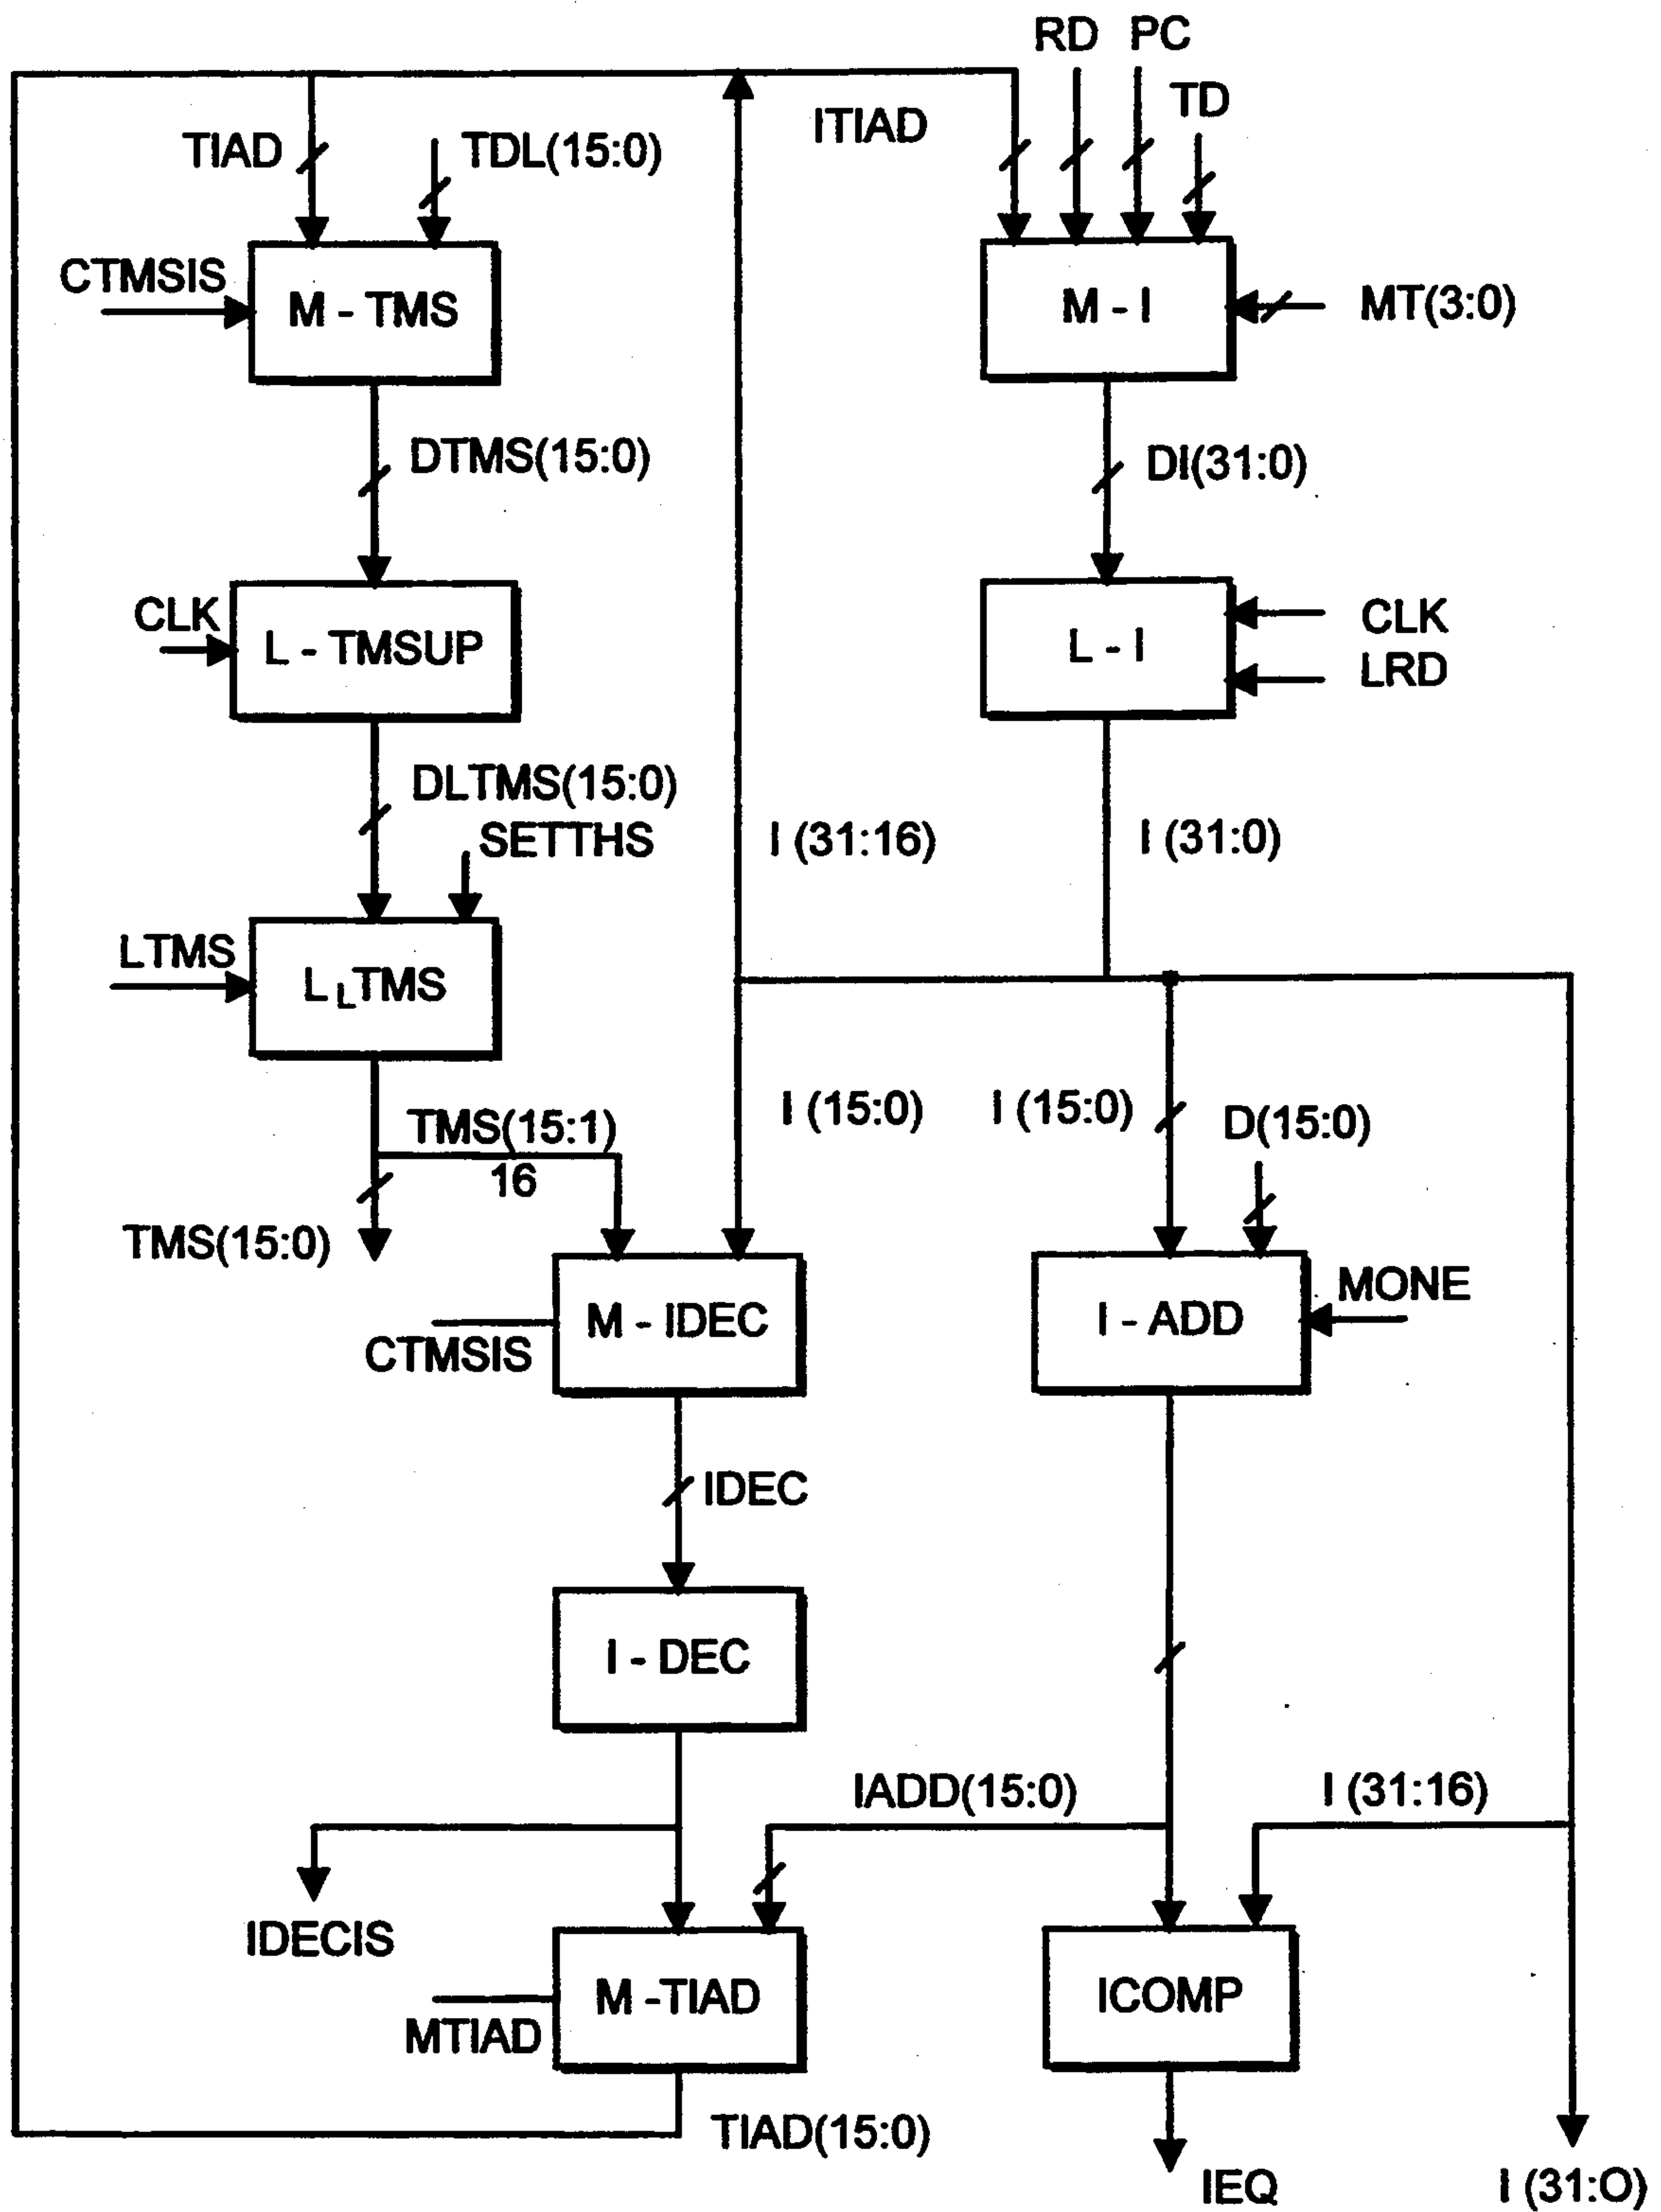 RD
PC
TD
ITIAD
TIAD
TDL(15:0)
CTMSIS
M - TMS
M - I
MT(3:0)
DTMS(15:0)
DI(31:0)
CLK
L - TMSUP
L - I
CLK
LRD
DLTMS(15:0)
SETTHS
I (31:16)
I (31:0)
LTMS
LLTMS
TMS(15:1)
16
I (15:0)
I (15:0)
D(15:0)
TMS(15:0)
M - IDEC
CTMSIS
I - ADD
MONE
IDEC
I - DEC
IADD(15:0)
I (31:16)
IDECIS
M -TIAD
MTIAD
ICOMP
TIAD(15:0)
IEQ
I (31:O)